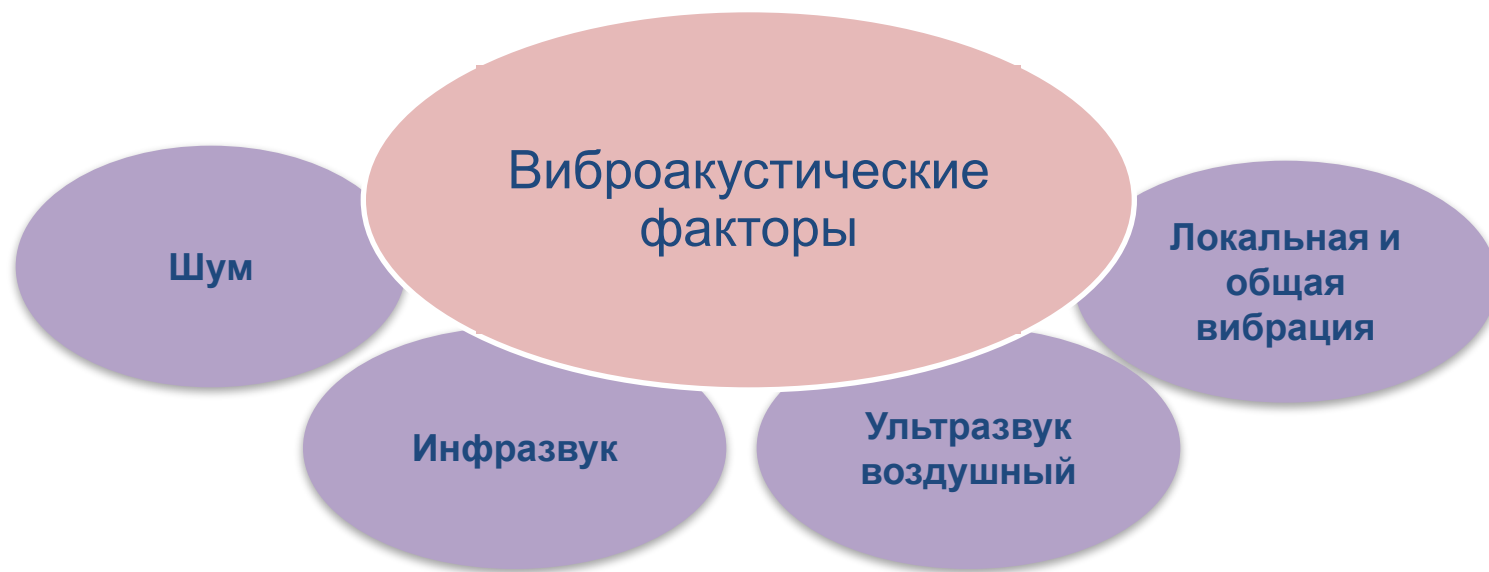 Виброакустические
факторы
Шум
Инфразвук
Ультразвук
воздушный
Локальная и
общая
вибрация